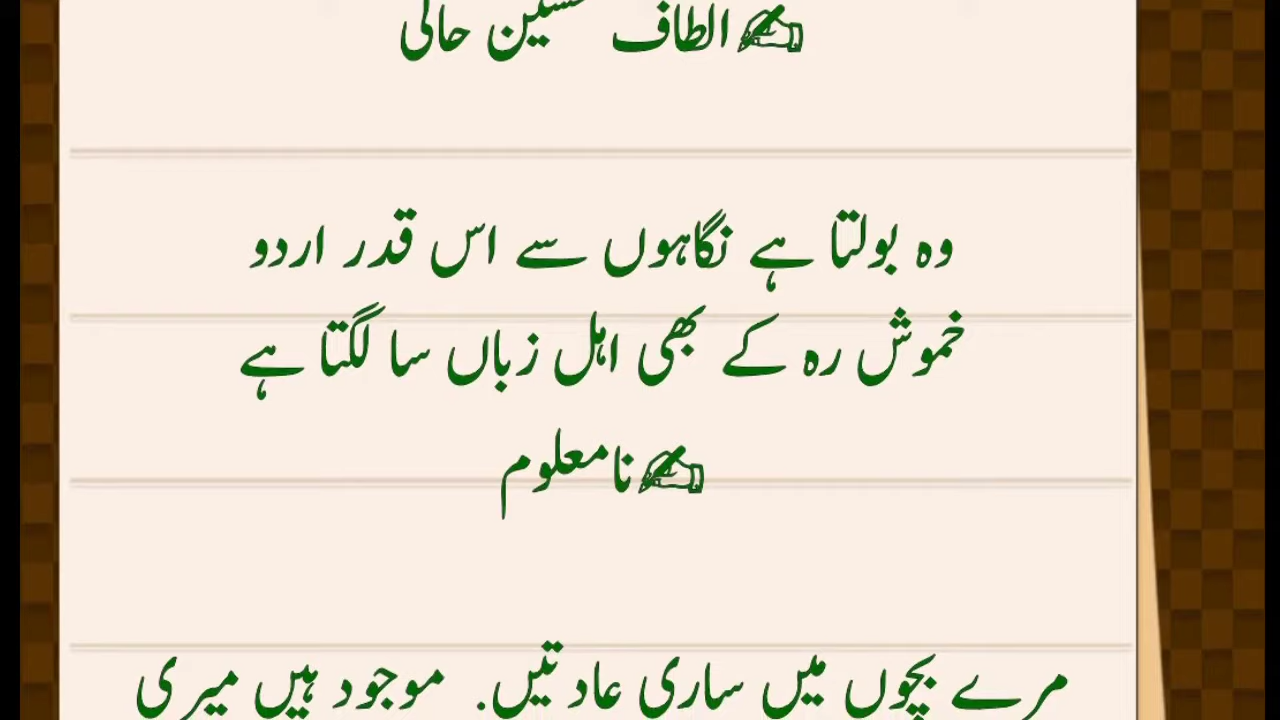 ✍الطاف حسین حالی
وہ بولتا ہے نگاہوں سے اس قدر اردو
خموش رہ کے بھی اہل زباں سا لگتا ہے
✍نامعلوم
مرے بچوں میں ساری عادتیں. موجود ہیں میری